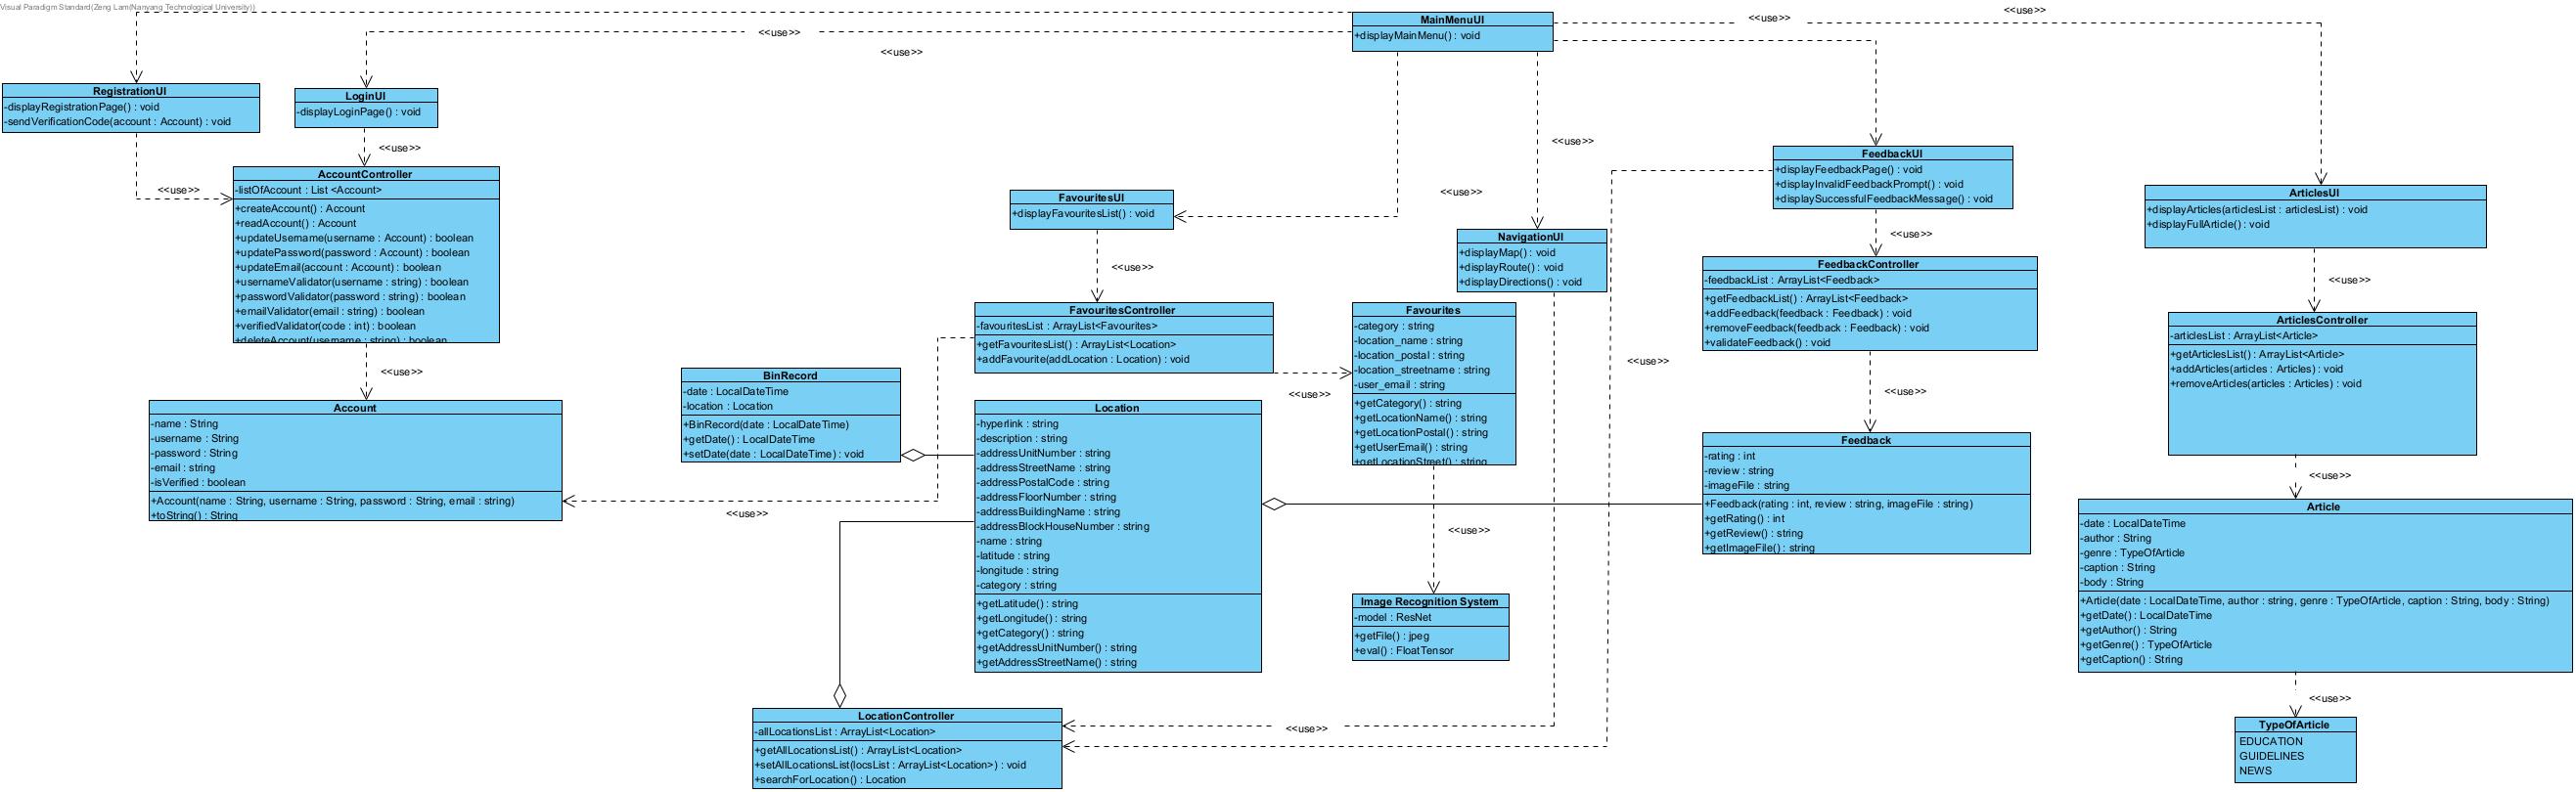 Visual Paradigm Standard(Zeng Lam(Nanyang Technological University))
MainMenuUI
+displayMainMenu() : void
<<use>>
<<use>>
<<use>>
<<use>>
RegistrationUI
-displayRegistrationPage() : void
-sendVerificationCode(account : Account) : void
LoginUI
-displayLoginPage() : void
<<use>>
<<use>>
AccountController
-listOfAccount : List <Account>
+createAccount() : Account
+readAccount() : Account
+updateUsername(username : Account) : boolean
+updatePassword(password : Account) : boolean
+updateEmail(account : Account) : boolean
+usernameValidator(username : string) : boolean
+passwordValidator(password : string) : boolean
+emailValidator(email : string) : boolean
+verifiedValidator(code : int) : boolean
+deleteAccount(username : string) : boolean
<<use>>
Account
-name : String
-username : String
-password : String
-email : string
-isVerified : boolean
+Account(name : String, username : String, password : String, email : string)
+toString() : String
<<use>>
<<use>>
FavouritesUI
+displayFavouritesList() : void
<<use>>
FavouritesController
-favouritesList : ArrayList<Favourites>
+getFavouritesList() : ArrayList<Location>
+addFavourite(addLocation : Location) : void
<<use>>
<<use>>
NavigationUI
+displayMap() : void
+displayRoute() : void
+displayDirections() : void
Favourites
-category : string
-location_name : string
-location_postal : string
-location_streetname : string
-user_email : string
+getCategory() : string
+getLocationName() : string
+getLocationPostal() : string
+getUserEmail() : string
+getLocationStreet() : string
<<use>>
Image Recognition System
-model : ResNet
+getFile() : jpeg
+eval() : FloatTensor
BinRecord
-date : LocalDateTime
-location : Location
+BinRecord(date : LocalDateTime)
+getDate() : LocalDateTime
+setDate(date : LocalDateTime) : void
Location
-hyperlink : string
-description : string
-addressUnitNumber : string
-addressStreetName : string
-addressPostalCode : string
-addressFloorNumber : string
-addressBuildingName : string
-addressBlockHouseNumber : string
-name : string
-latitude : string
-longitude : string
-category : string
+getLatitude() : string
+getLongitude() : string
+getCategory() : string
+getAddressUnitNumber() : string
+getAddressStreetName() : string
LocationController
-allLocationsList : ArrayList<Location>
+getAllLocationsList() : ArrayList<Location>
+setAllLocationsList(locsList : ArrayList<Location>) : void
+searchForLocation() : Location
<<use>>
<<use>>
FeedbackUI
+displayFeedbackPage() : void
+displayInvalidFeedbackPrompt() : void
+displaySuccessfulFeedbackMessage() : void
<<use>>
FeedbackController
-feedbackList : ArrayList<Feedback>
+getFeedbackList() : ArrayList<Feedback>
+addFeedback(feedback : Feedback) : void
+removeFeedback(feedback : Feedback) : void
+validateFeedback() : void
<<use>>
Feedback
-rating : int
-review : string
-imageFile : string
+Feedback(rating : int, review : string, imageFile : string)
+getRating() : int
+getReview() : string
+getImageFile() : string
ArticlesUI
+displayArticles(articlesList : articlesList) : void
+displayFullArticle() : void
<<use>>
ArticlesController
-articlesList : ArrayList<Article>
+getArticlesList() : ArrayList<Article>
+addArticles(articles : Articles) : void
+removeArticles(articles : Articles) : void
<<use>>
Article
-date : LocalDateTime
-author : String
-genre : TypeOfArticle
-caption : String
-body : String
+Article(date : LocalDateTime, author : string, genre : TypeOfArticle, caption : String, body : String)
+getDate() : LocalDateTime
+getAuthor() : String
+getGenre() : TypeOfArticle
+getCaption() : String
<<use>>
TypeOfArticle
EDUCATION
GUIDELINES
NEWS